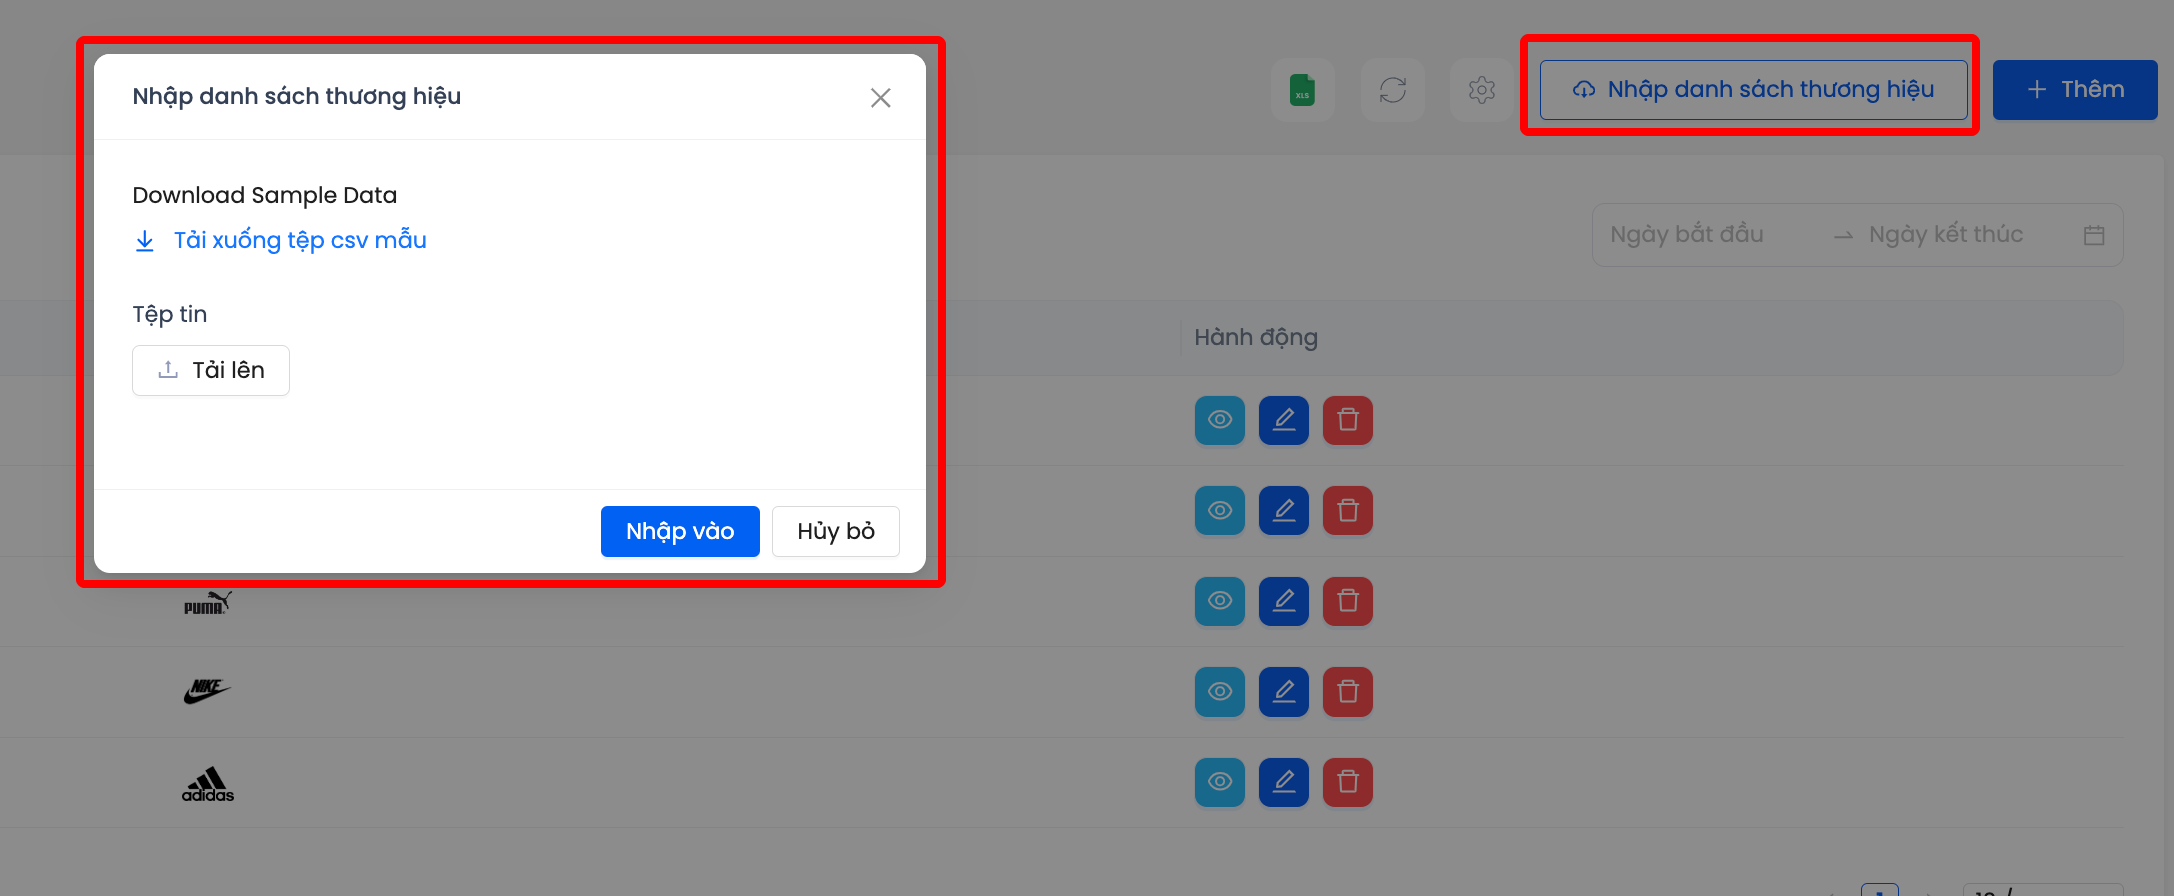 Nhập danh sách thương hiệu
XLS
Nhập danh sách thương hiệu
Thêm
Download Sample Data
Tải xuống tệp csv mẫu
Ngày bắt đầu
Ngày kết thúc
Tệp tin
Hành động
Tải lên
Nhập vào
Hủy bỏ
PUMA
NIKE
adidas